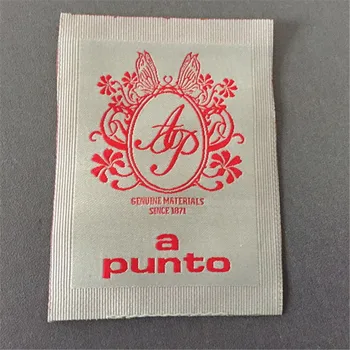 AP
GENUINE MATERIALS
SINCE 1871
a
punto